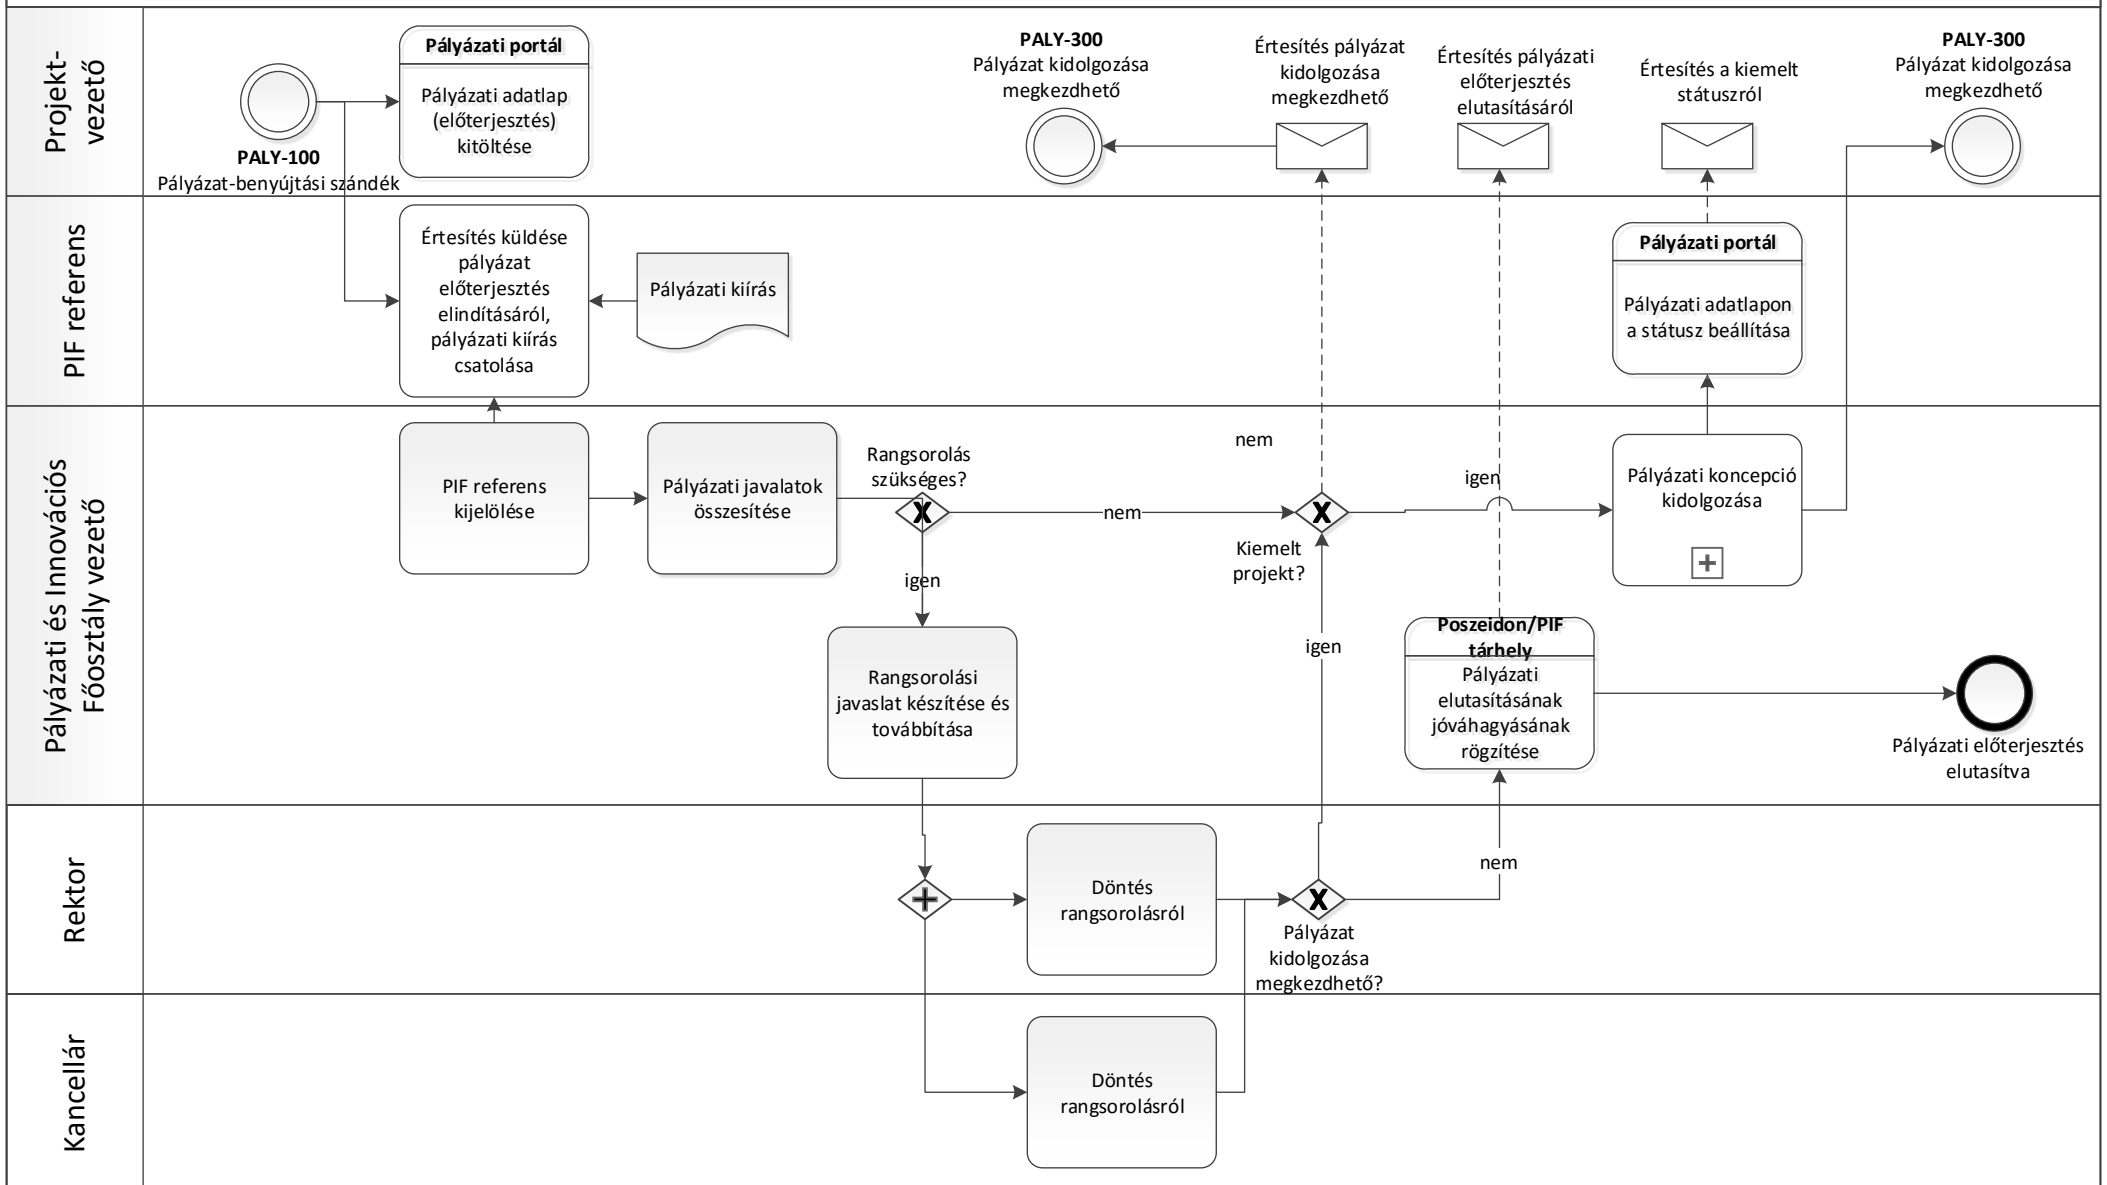 Projekt-
vezető
PALY-100
Pályázat-benyújtási szándék
Pályázati portál
Pályázati adatlap
(előterjesztés)
kitöltése
PALY-300
Pályázat kidolgozása
megkezdhető
Értesítés pályázat
kidolgozása
megkezdhető
Értesítés pályázati
előterjesztés
elutasításáról
Értesítés a kiemelt
státuszról
PALY-300
Pályázat kidolgozása
megkezdhető
PIF referens
Értesítés küldése
pályázat
előterjesztés
elindításáról,
pályázati kiírás
csatolása
Pályázati kiírás
Pályázati portál
Pályázati adatlapon
a státusz beállítása
Pályázati és Innovációs
Főosztály vezető
PIF referens
kijelölése
Pályázati javalatok
összesítése
Rangsorolás
szükséges?
nem
igen
nem
Kiemelt
projekt?
igen
Pályázati koncepció
kidolgozása
Rangsorolási
javaslat készítése és
továbbítása
igen
Poszeidon/PIF
tárhely
Pályázati
elutasításának
jóváhagyásának
rögzítése
Pályázati előterjesztés
elutasítva
Rektor
Döntés
rangsorolásról
Pályázat
kidolgozása
megkezdhető?
nem
Kancellár
Döntés
rangsorolásról